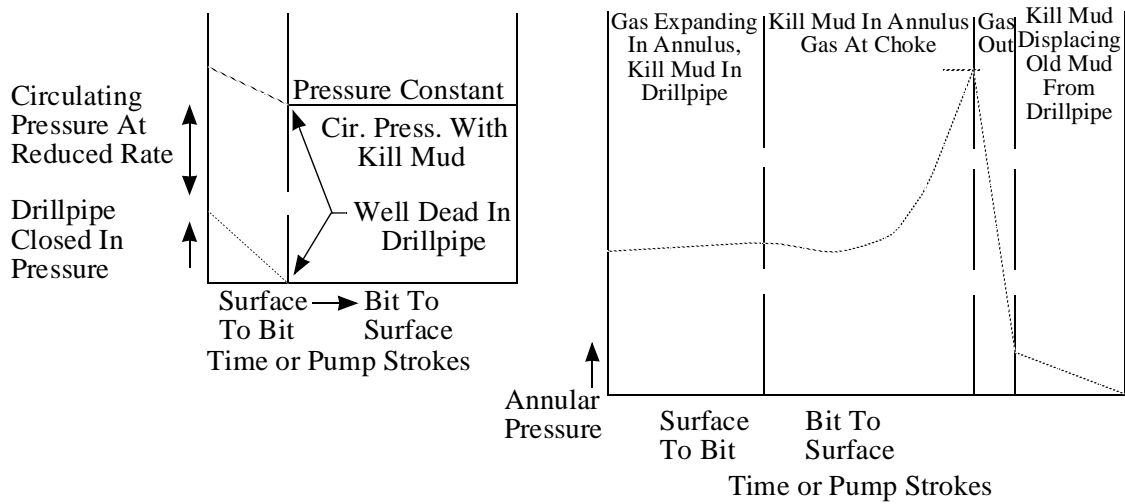 Circulating
Pressure At
Reduced Rate
Drillpipe
Closed In
Pressure
Pressure Constant
Cir. Press. With
Kill Mud
Well Dead In
Drillpipe
Surface
To Bit
Bit To
Surface
Time or Pump Strokes
Gas Expanding
In Annulus,
Kill Mud In
Drillpipe
Kill Mud In Annulus
Gas At Choke
Gas
Out
Kill Mud
Displacing
Old Mud
From
Drillpipe
Annular
Pressure
Surface
To Bit
Bit To
Surface
Time or Pump Strokes